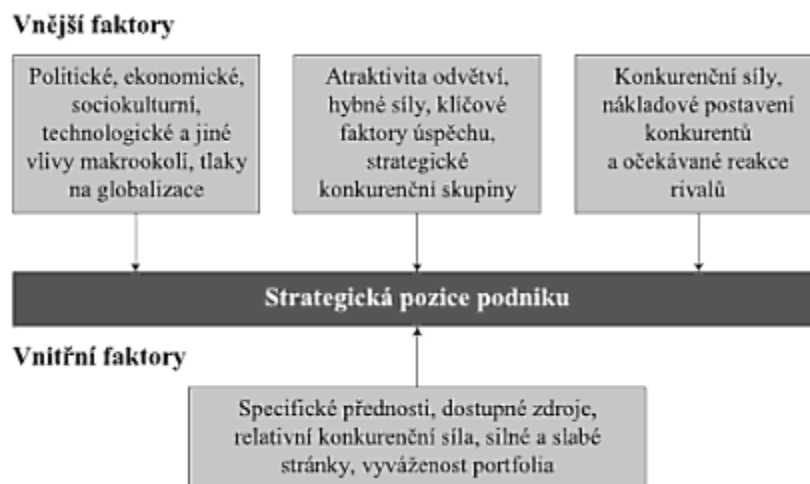 Vnější faktory
Politické, ekonomické,
sociokulturní,
technologické a jiné
vlivy makrookolí, tlaky
na globalizace
Atraktivita odvětví,
hybné síly, klíčové
faktory úspěchu,
strategické
konkurenční skupiny
Konkurenční síly,
nákladové postavení
konkurentů
a očekávané reakce
rivalů
Strategická pozice podniku
Vnitřní faktory
Specifické přednosti, dostupné zdroje,
relativní konkurenční síla, silné a slabé
stránky, vyváženost portfolia